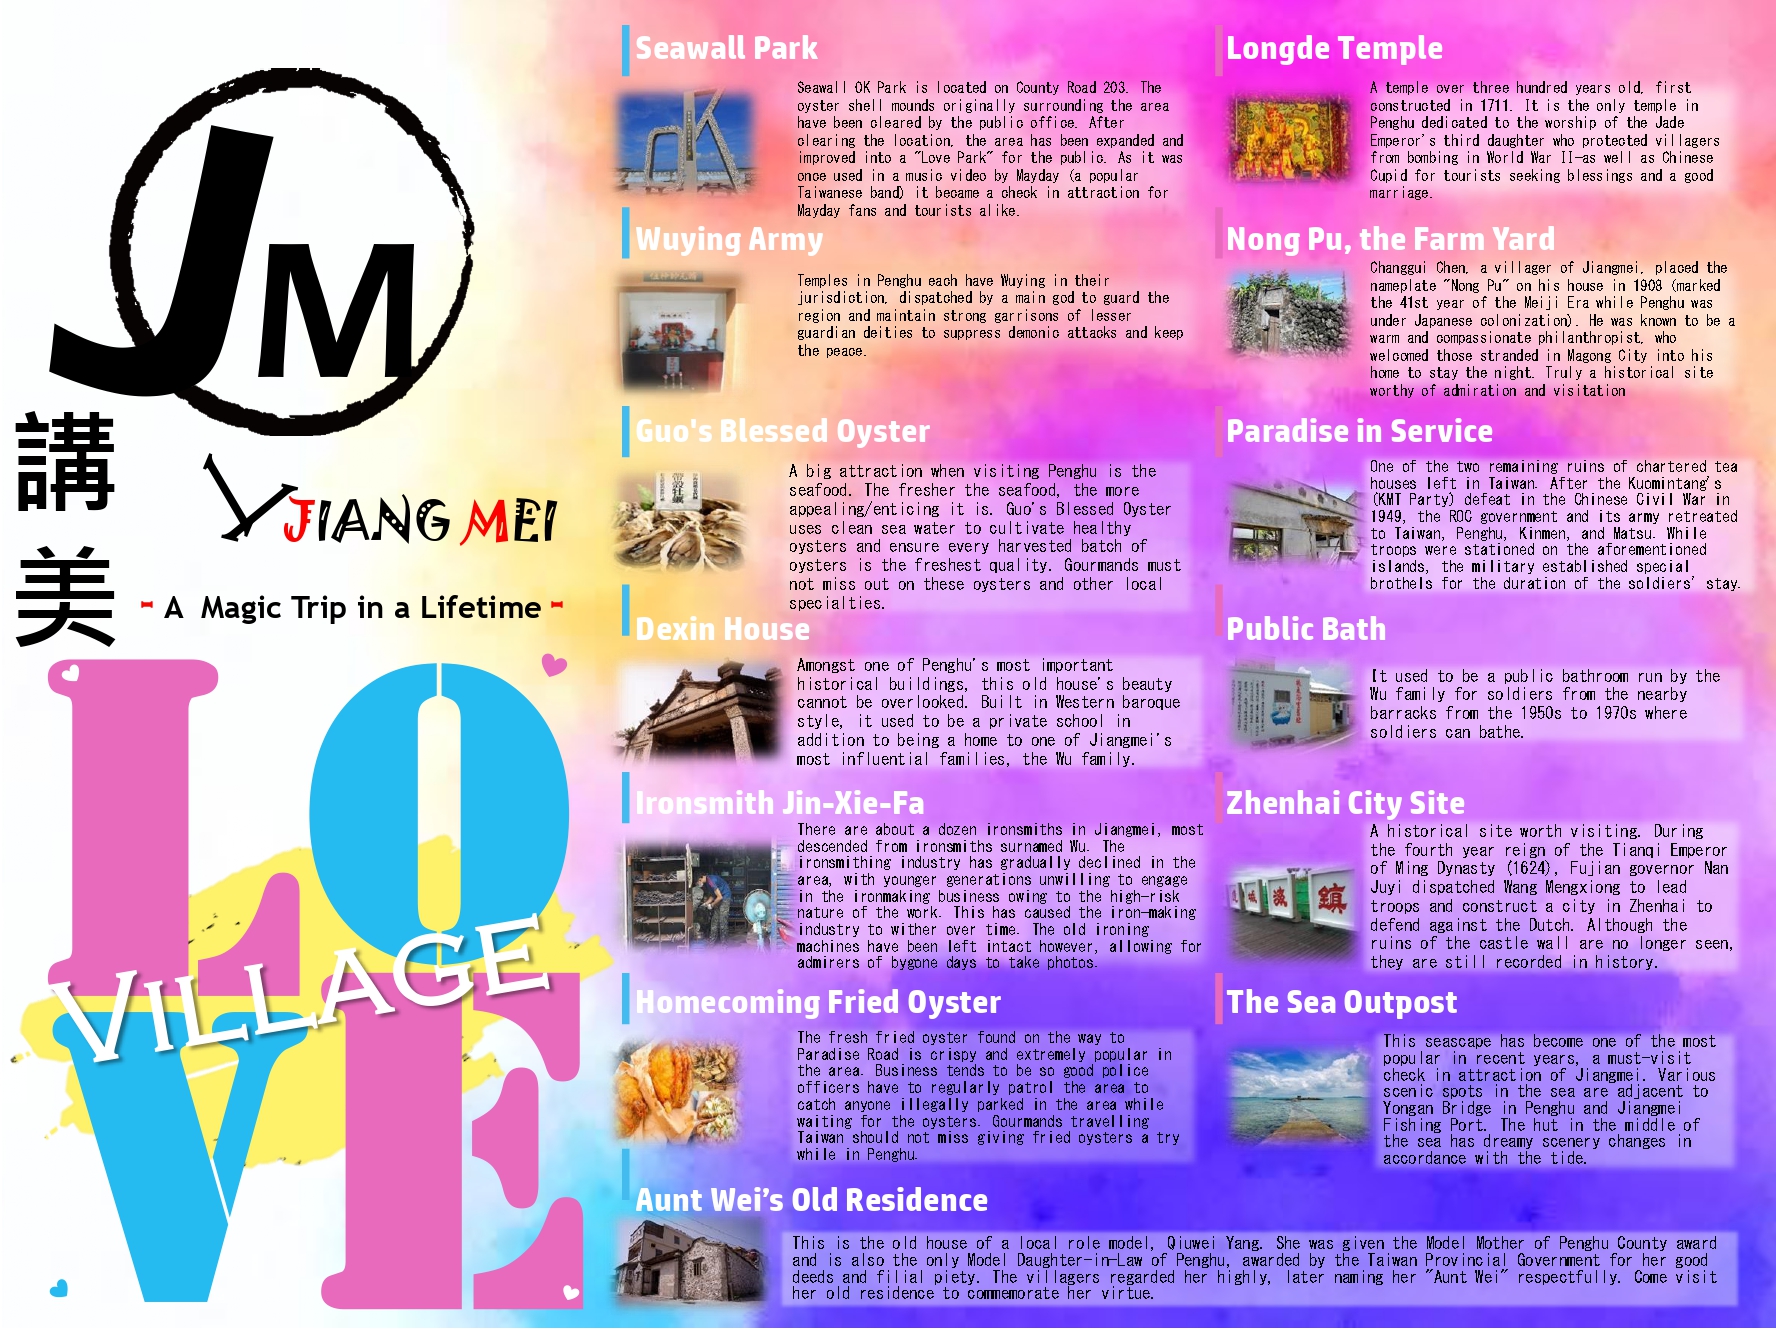 JM
講美
JIANG MEI
- A Magic Trip in a Lifetime -
LOVE
VILLAGE
Seawall Park
OK
Seawall OK Park is located on County Road 203. The
oyster shell mounds originally surrounding the area
have been cleared by the public office. After
clearing the location, the area has been expanded and
improved into a "Love Park" for the public. As it was
once used in a music video by Mayday (a popular
Taiwanese band) it became a check in attraction for
Mayday fans and tourists alike.
Wuying Army
Temples in Penghu each have Wuying in their
jurisdiction, dispatched by a main god to guard the
region and maintain strong garrisons of lesser
guardian deities to suppress demonic attacks and keep
the peace.
Guo's Blessed Oyster
A big attraction when visiting Penghu is the
seafood. The fresher the seafood, the more
appealing/enticing it is. Guo's Blessed Oyster
uses clean sea water to cultivate healthy
oysters and ensure every harvested batch of
oysters is the freshest quality. Gourmands must
not miss out on these oysters and other local
specialties.
Dexin House
Amongst one of Penghu's most important
historical buildings, this old house's beauty
cannot be overlooked. Built in Western baroque
style, it used to be a private school in
addition to being a home to one of Jiangmei's
most influential families, the Wu family.
Ironsmith Jin-Xie-Fa
There are about a dozen ironsmiths in Jiangmei, most
descended from ironsmiths surnamed Wu. The
ironsmithing industry has gradually declined in the
area, with younger generations unwilling to engage
in the ironmaking business owing to the high-risk
nature of the work. This has caused the iron-making
industry to wither over time. The old ironing
machines have been left intact however, allowing for
admirers of bygone days to take photos.
Homecoming Fried Oyster
The fresh fried oyster found on the way to
Paradise Road is crispy and extremely popular in
the area. Business tends to be so good police
officers have to regularly patrol the area to
catch anyone illegally parked in the area while
waiting for the oysters. Gourmands travelling
Taiwan should not miss giving fried oysters a try
while in Penghu.
Aunt Wei's Old Residence
This is the old house of a local role model, Qiuwei Yang. She was given the Model Mother of Penghu County award
and is also the only Model Daughter-in-Law of Penghu, awarded by the Taiwan Provincial Government for her good
deeds and filial piety. The villagers regarded her highly, later naming her "Aunt Wei" respectfully. Come visit
her old residence to commemorate her virtue.
Longde Temple
A temple over three hundred years old, first
constructed in 1711. It is the only temple in
Penghu dedicated to the worship of the Jade
Emperor's third daughter who protected villagers
from bombing in World War II-as well as Chinese
Cupid for tourists seeking blessings and a good
marriage.
Nong Pu, the Farm Yard
Changgui Chen, a villager of Jiangmei, placed the
nameplate "Nong Pu" on his house in 1908 (marked
the 41st year of the Meiji Era while Penghu was
under Japanese colonization). He was known to be a
warm and compassionate philanthropist, who
welcomed those stranded in Magong City into his
home to stay the night. Truly a historical site
worthy of admiration and visitation
Paradise in Service
One of the two remaining ruins of chartered tea
houses left in Taiwan. After the Kuomintang's
(KMT Party) defeat in the Chinese Civil War in
1949, the ROC government and its army retreated
to Taiwan, Penghu, Kinmen, and Matsu. While
troops were stationed on the aforementioned
islands, the military established special
brothels for the duration of the soldiers' stay.
Public Bath
It used to be a public bathroom run by the
Wu family for soldiers from the nearby
barracks from the 1950s to 1970s where
soldiers can bathe.
Zhenhai City Site
鎮
A historical site worth visiting. During
the fourth year reign of the Tianqi Emperor
of Ming Dynasty (1624), Fujian governor Nan
Juyi dispatched Wang Mengxiong to lead
troops and construct a city in Zhenhai to
defend against the Dutch. Although the
ruins of the castle wall are no longer seen,
they are still recorded in history.
The Sea Outpost
This seascape has become one of the most
popular in recent years, a must-visit
check in attraction of Jiangmei. Various
scenic spots in the sea are adjacent to
Yongan Bridge in Penghu and Jiangmei
Fishing Port. The hut in the middle of
the sea has dreamy scenery changes in
accordance with the tide.